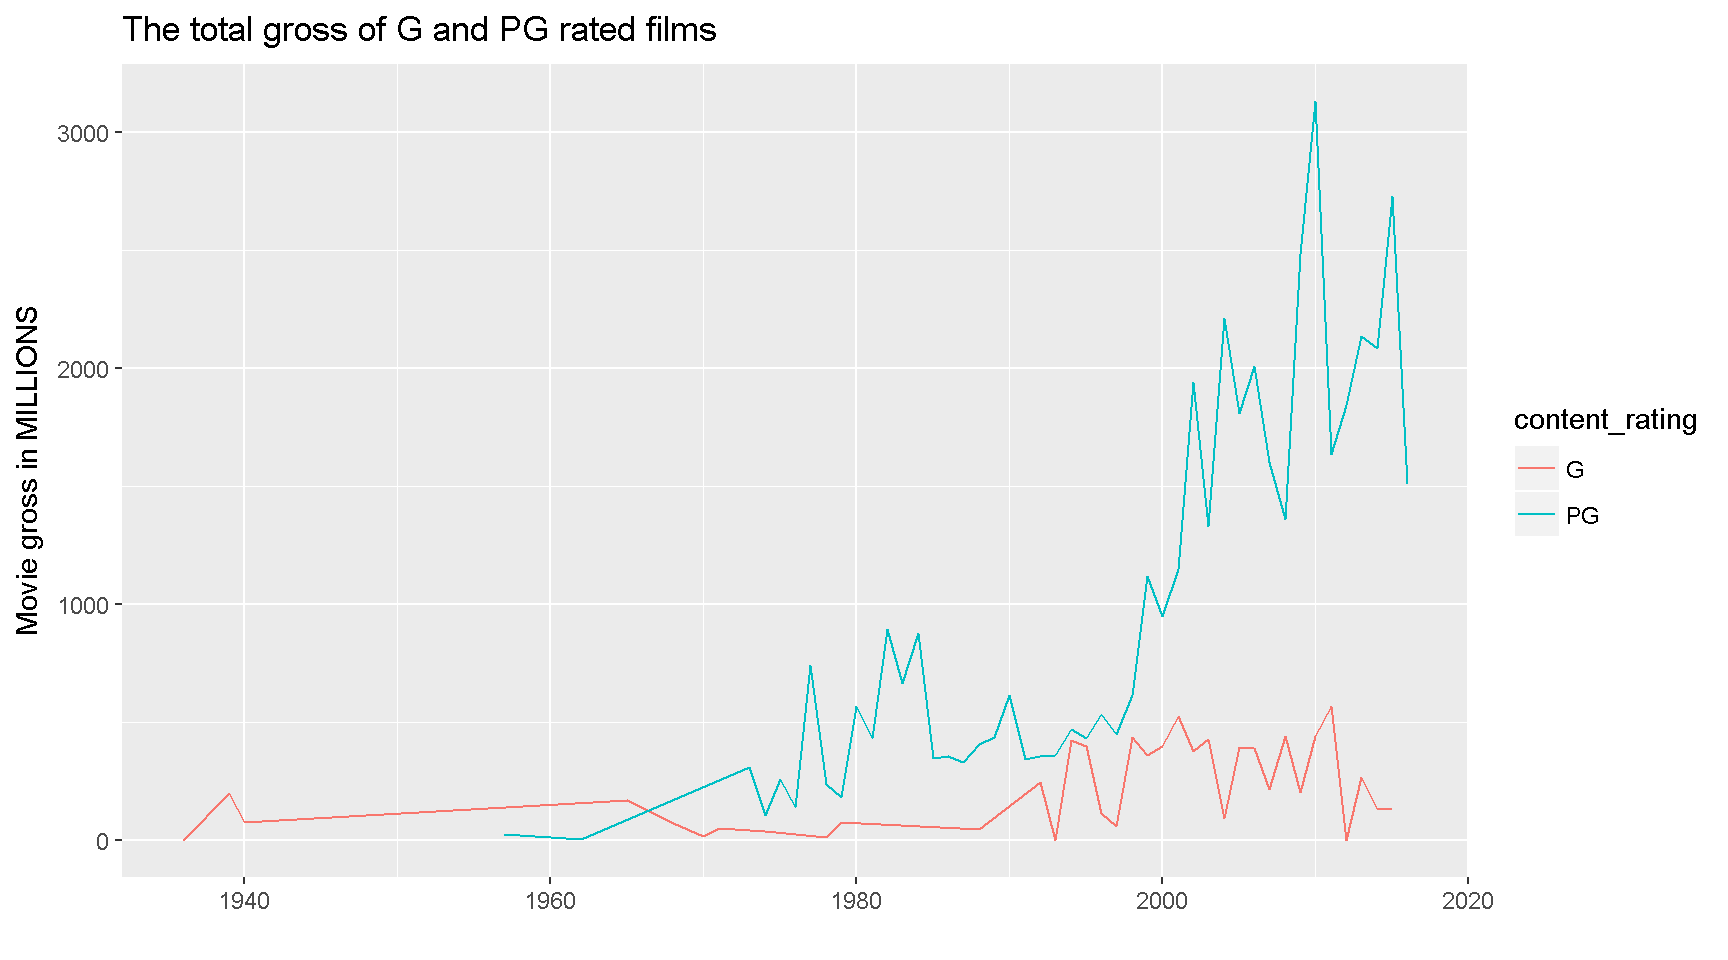 The total gross of G and PG rated films
Movie gross in MILLIONS
3000
2000
1000
0
1940
1960
1980
2000
2020
content_rating
G
PG